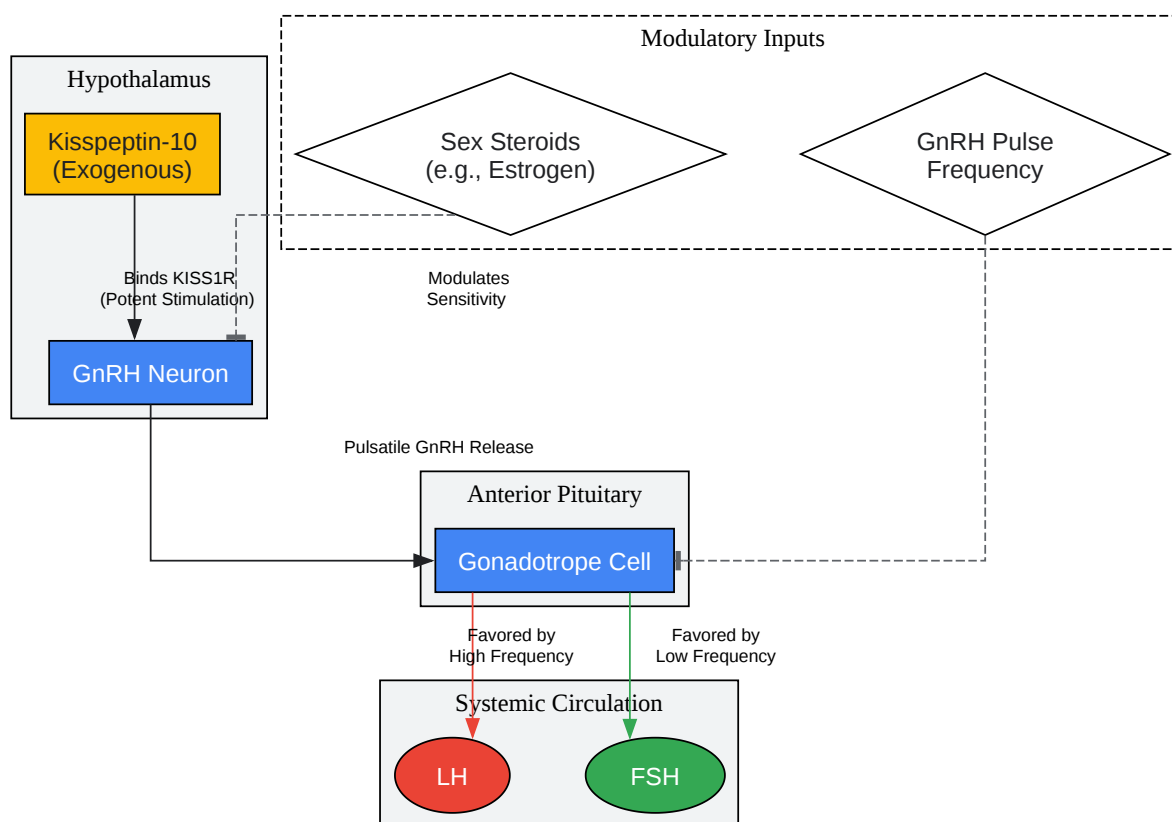 Modulatory Inputs
Hypothalamus
Kisspeptin-10
(Exogenous)
Sex Steroids
(e.g., Estrogen)
GnRH Pulse
Frequency
Binds KISS1R
(Potent Stimulation)
Modulates
Sensitivity
GnRH Neuron
Pulsatile GnRH Release
Anterior Pituitary
Gonadotrope Cell
Favored by
High Frequency
Favored by
Low Frequency
Systemic Circulation
LH
FSH